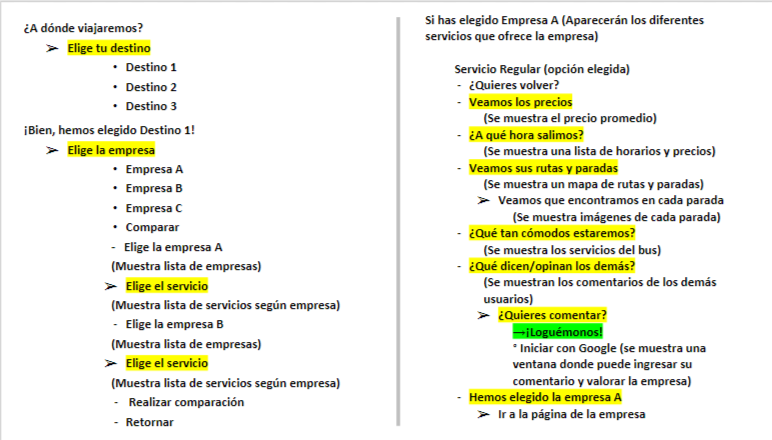 ¿A dónde viajaremos?
➢ Elige tu destino
• Destino 1
• Destino 2
• Destino 3
¡Bien, hemos elegido Destino 1!
➢ Elige la empresa
• Empresa A
• Empresa B
• Empresa C
• Comparar
- Elige la empresa A
(Muestra lista de empresas)
➢ Elige el servicio
(Muestra lista de servicios según empresa)
- Elige la empresa B
(Muestra lista de empresas)
➢ Elige el servicio
(Muestra lista de servicios según empresa)
- Realizar comparación
- Retornar
Si has elegido Empresa A (Aparecerán los diferentes
servicios que ofrece la empresa)
Servicio Regular (opción elegida)
- ¿Quieres volver?
- Veamos los precios
(Se muestra el precio promedio)
- ¿A qué hora salimos?
(Se muestra una lista de horarios y precios)
- Veamos sus rutas y paradas
(Se muestra un mapa de rutas y paradas)
➢ Veamos que encontramos en cada parada
(Se muestra imágenes de cada parada)
- ¿Qué tan cómodos estaremos?
(Se muestra los servicios del bus)
- ¿Qué dicen/opinan los demás?
(Se muestran los comentarios de los demás
usuarios)
➢ ¿Quieres comentar?
→¡Loguémonos!
° Iniciar con Google (se muestra una
ventana donde puede ingresar su
comentario y valorar la empresa)
- Hemos elegido la empresa A
➢ Ir a la página de la empresa